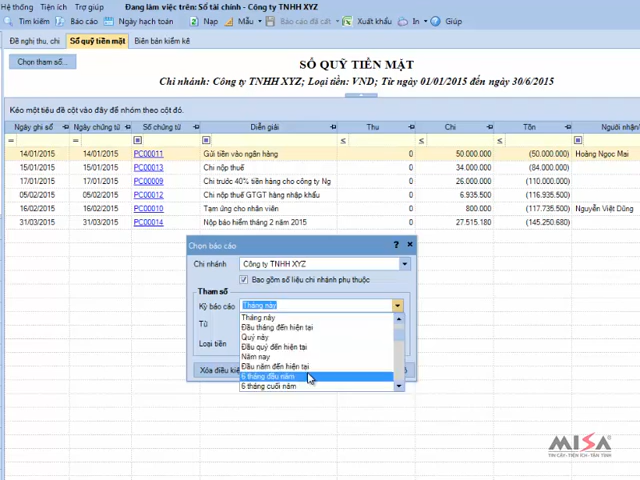 Hệ thống Tiện ích Trợ giúp Đang làm việc trên: Sổ tài chính - Công ty TNHH XYZ
Tìm kiếm Báo cáo Ngày hạch toán Nạp Mẫu Báo cáo đã cất Xuất khẩu In Giúp
Đề nghị thu, chi Sổ quỹ tiền mặt Biên bản kiểm kê
Chọn tham số...
SỔ QUỸ TIỀN MẶT
Chi nhánh: Công ty TNHH XYZ; Loại tiền: VND; Từ ngày 01/01/2015 đến ngày 30/6/2015
Kéo một tiêu đề cột vào đây để nhóm theo cột đó.
Ngày ghi sổ Ngày chứng từ Số chứng từ Diễn giải Thu Chi Tồn Người nhận/
= = ≤ ≤ ≤
14/01/2015 14/01/2015 PC00011 Gửi tiền vào ngân hàng 0 50.000.000 (50.000.000) Hoàng Ngọc Mai
15/01/2015 15/01/2015 PC00013 Chi nộp thuế 0 34.000.000 (84.000.000)
17/01/2015 17/01/2015 PC00009 Chi trước 40% tiền hàng cho công ty Ng 0 26.000.000 (110.000.000)
05/02/2015 05/02/2015 PC00012 Chi nộp thuế GTGT hàng nhập khẩu 0 6.935.500 (116.935.500)
16/02/2015 16/02/2015 PC00010 Tạm ứng cho nhân viên 0 800.000 (117.735.500) Nguyễn Việt Dũng
31/03/2015 31/03/2015 PC00014 Nộp bảo hiểm tháng 2 năm 2015 0 27.515.180 (145.250.680)
Chọn báo cáo ?
Chi nhánh Công ty TNHH XYZ
Bao gồm số liệu chi nhánh phụ thuộc
Tham số
Kỳ báo cáo Tháng này
Tháng này
Từ Đầu tháng đến hiện tại
Quý này
Loại tiền Đầu quý đến hiện tại
Năm nay
Đầu năm đến hiện tại
Xóa điều kiện 6 tháng đầu năm
6 tháng cuối năm
MISA
TIN CẬY - TIỆN ÍCH - TẬN TÌNH